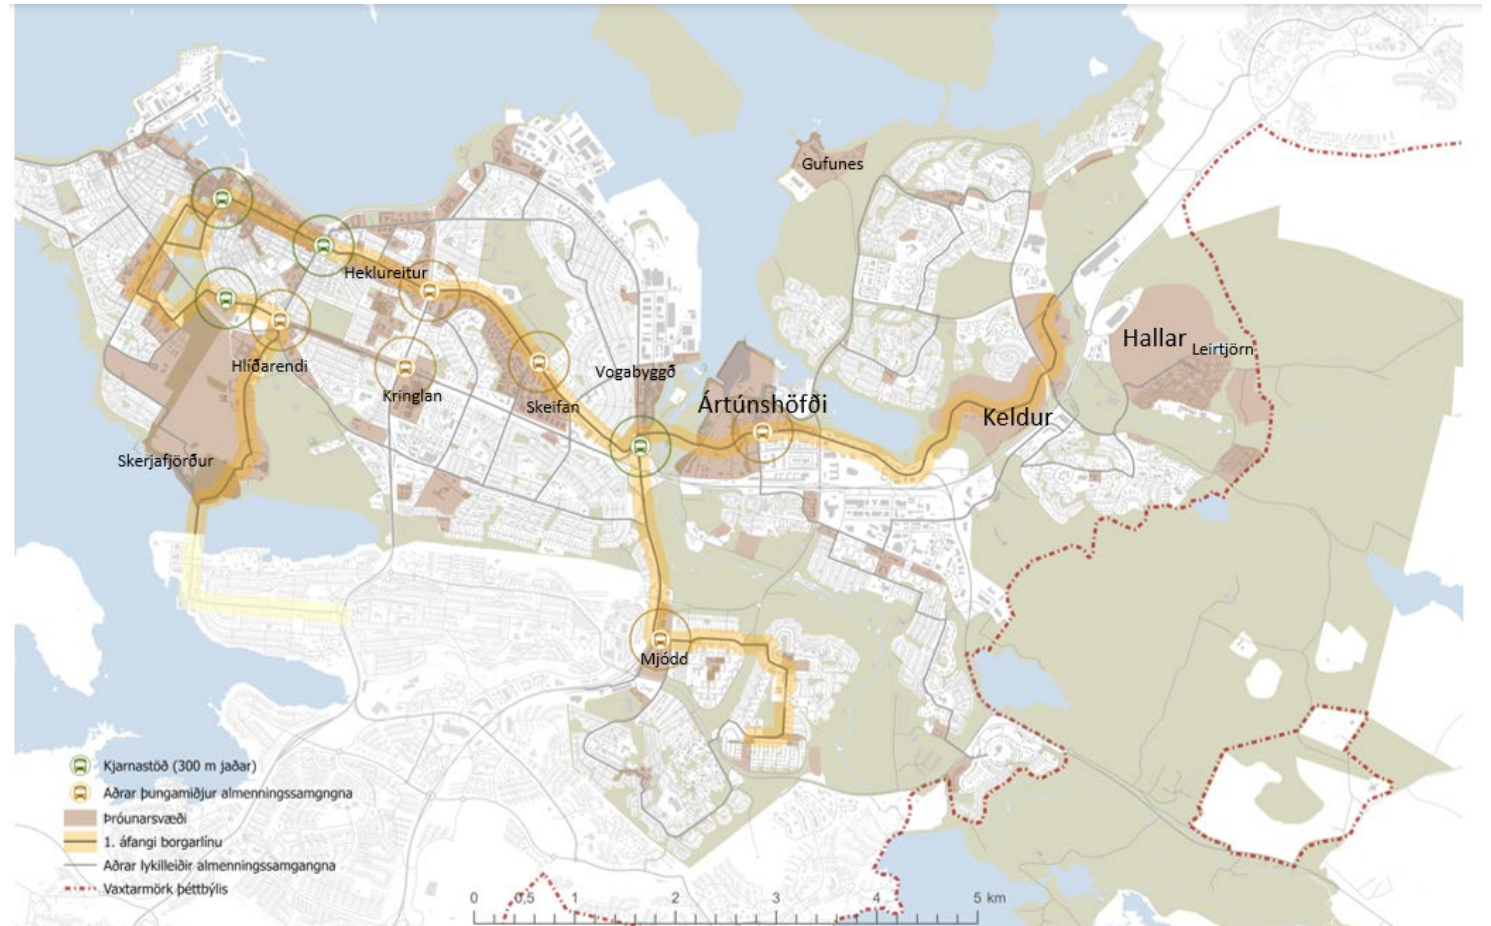 Gufunes
Heklureitur
Hallar
Leirtjörn
Hlíðarendi
Kringlan
Vogabyggð
Skeifan
Ártúnshöfði
Keldur
Skerjafjörður
Mjódd
Kjarnastöð (300 m jaðar)
Aðrar þungamiðjur almenningssamgngna
Þróunarsvæði
1. áfangi borgarlínu
Aðrar lykilleiðir almenningssamgangna
Vaxtarmörk þéttbýlis
0 0,5 1 2 3 4 5 km